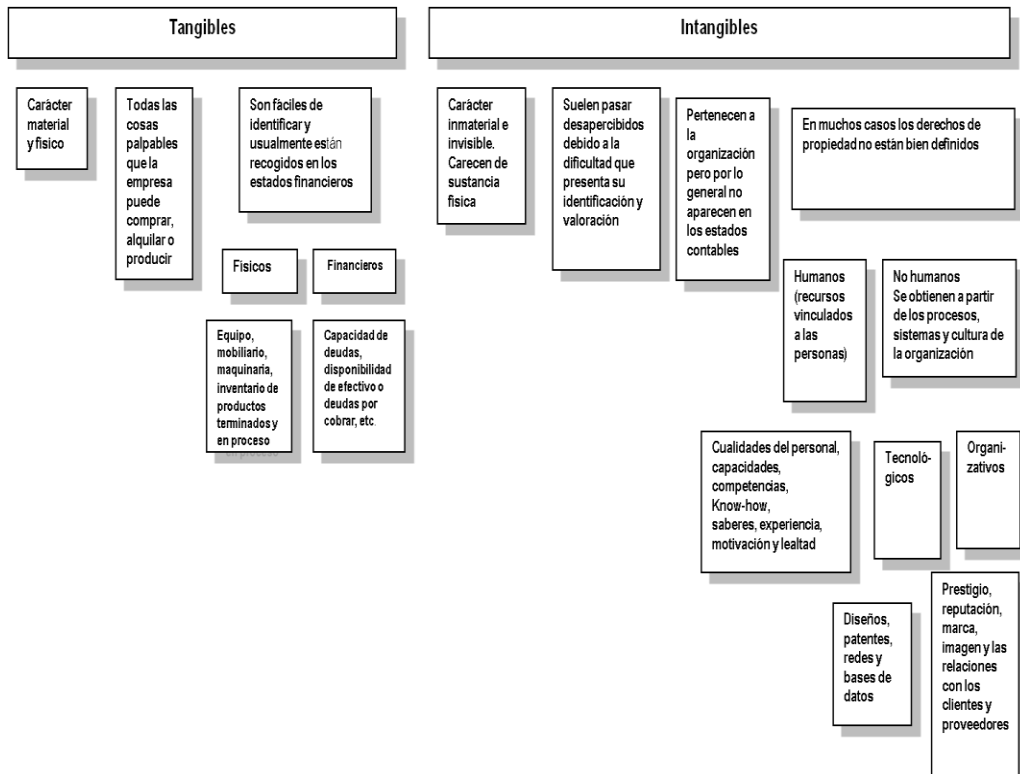 Tangibles
Intangibles
Carácter
material
y fisico
Todas las
cosas
palpables
que la
empresa
puede
comprar,
alquilar o
producir
Son fáciles de
identificar y
usualmente están
recogidos en los
estados financieros
Carácter
inmaterial e
invisible.
Carecen de
sustancia
fisica
Suelen pasar
desapercibidos
debido a la
dificultad que
presenta su
identificación y
valoración
Pertenecen a
la
organización
pero por lo
general no
aparecen en
los estados
contables
En muchos casos los derechos de
propiedad no están bien definidos
Fisicos
Financieros
Humanos
(recursos
vinculados
a las
personas)
No humanos
Se obtienen a partir
de los procesos,
sistemas y cultura de
la organización
Equipo,
mobiliario,
maquinaria,
inventario de
productos
terminados y
en proceso
Capacidad de
deudas,
disponibilidad
de efectivo o
deudas por
cobrar, etc.
Cualidades del personal,
capacidades,
competencias,
Know-how,
saberes, experiencia,
motivación y lealtad
Tecnoló-
gicos
Organi-
zativos
Diseños,
patentes,
redes y
bases de
datos
Prestigio,
reputación,
marca,
imagen y las
relaciones
con los
clientes y
proveedores